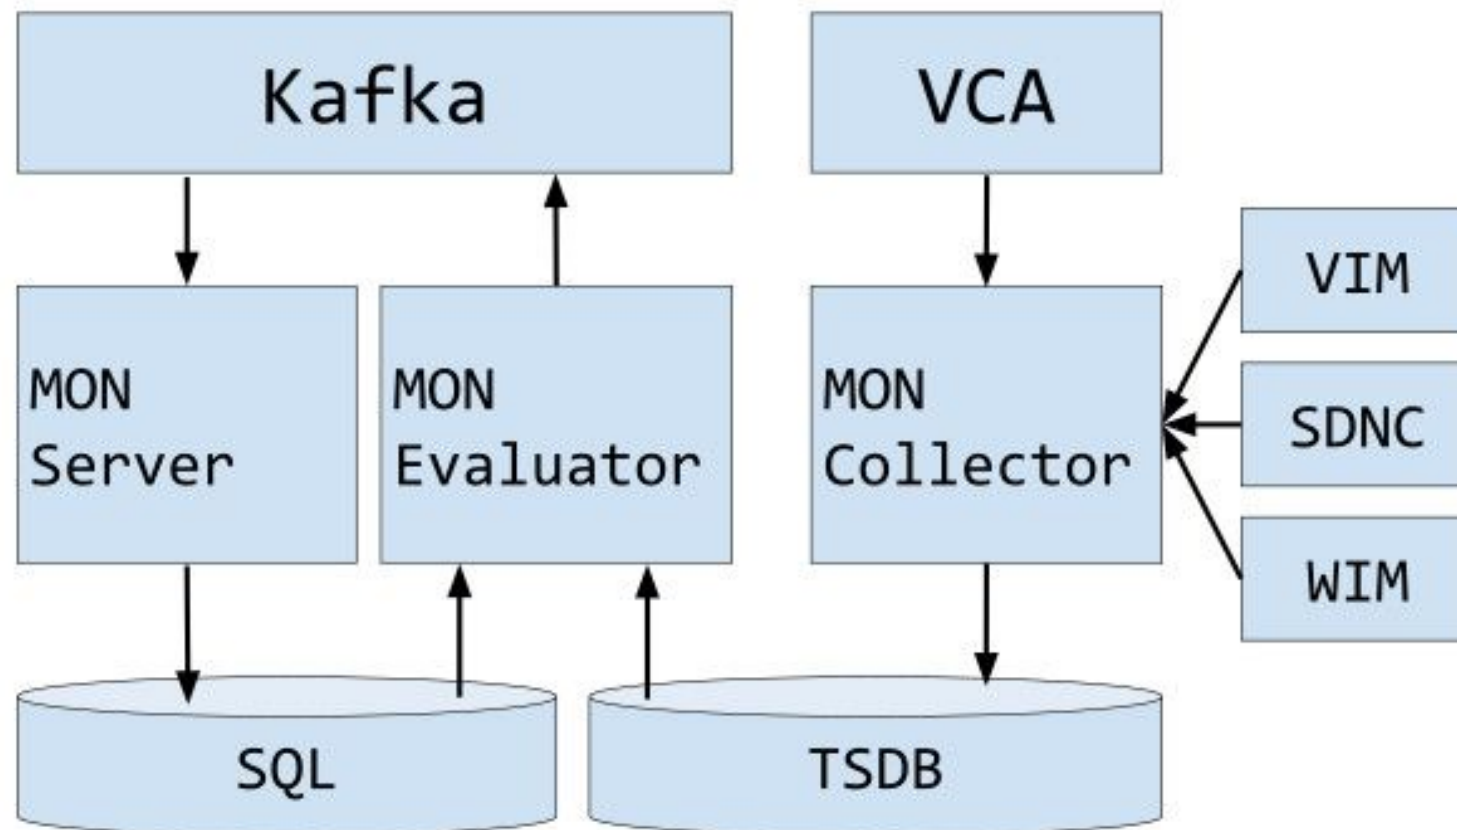 Kafka
VCA
MON
Server
MON
Evaluator
MON
Collector
VIM
SDNC
WIM
SQL
TSDB